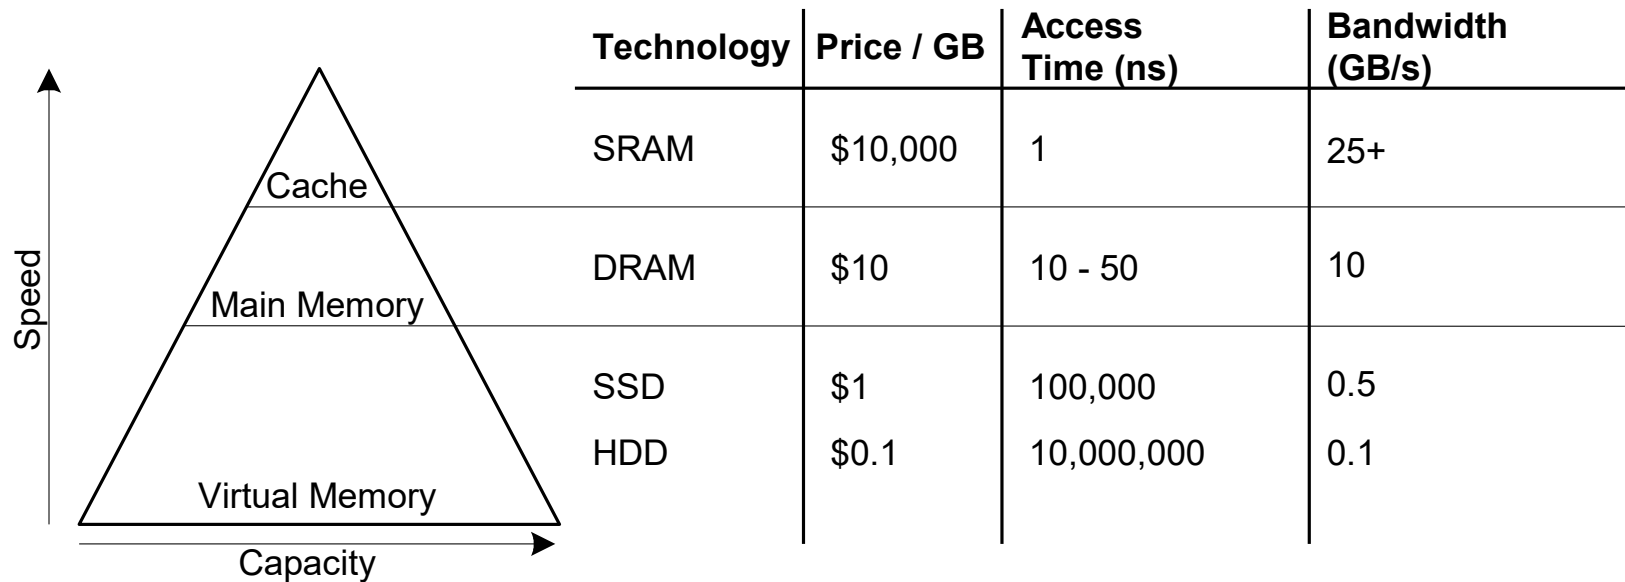 Technology Price / GB Access Time (ns) Bandwidth (GB/s)
Cache SRAM $10,000 1 25+
Main Memory DRAM $10 10 - 50 10
SSD $1 100,000 0.5
HDD $0.1 10,000,000 0.1
Virtual Memory
Speed
Capacity